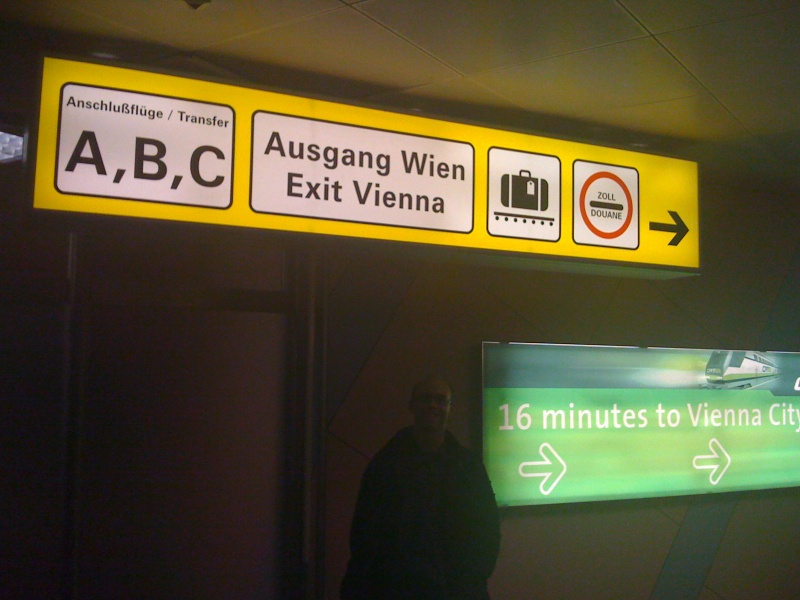 Anschlußflüge / Transfer
A,B,C
Ausgang Wien
Exit Vienna
ZOLL
DOUANE
16 minutes to Vienna City